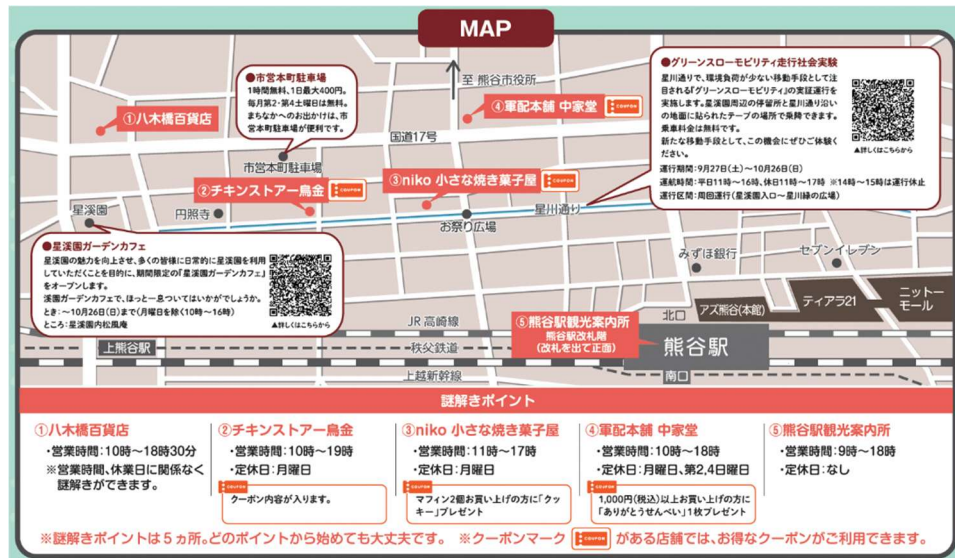 MAP
●市営本町駐車場
1時間無料、1日最大400円。
毎月第2・第4土曜日は無料。
まちなかへのお出かけは、市
営本町駐車場が便利です。
至 熊谷市役所
●グリーンスローモビリティ走行社会実験
星川通りで、環境負荷が少ない移動手段として注
目される『グリーンスローモビリティ』の実証運行を
実施します。星溪園周辺の停留所と星川通り沿い
の地面に貼られたテープの場所で乗降できます。
乗車料金は無料です。
新たな移動手段として、この機会にぜひご体験く
ださい。
▲詳しくはこちらから
運行期間:9月27日(土)〜10月26日(日)
運航時間:平日11時〜16時、休日11時〜17時 ※14時〜15時は運行休止
運行区間:周回運行(星溪園入口〜星川緑の広場)
①八木橋百貨店
④軍配本舗 中家堂
COUPON
国道17号
市営本町駐車場
②チキンストアー鳥金
COUPON
③niko 小さな焼き菓子屋
COUPON
星溪園
円照寺
お祭り広場
星川通り
●星溪園ガーデンカフェ
星溪園の魅力を向上させ、多くの皆様に日常的に星溪園を利用
していただくことを目的に、期間限定の『星溪園ガーデンカフェ』
をオープンします。
溪園ガーデンカフェで、ほっと一息ついてはいかがでしょうか。
とき:〜10月26日(日)まで(月曜日を除く10時〜16時)
ところ:星溪園内松風庵
▲詳しくはこちらから
みずほ銀行
セブンイレブン
アズ熊谷(本館)
ティアラ21
ニットー
モール
北口
⑤熊谷駅観光案内所
熊谷駅改札階
(改札を出て正面)
熊谷駅
南口
JR 高崎線
上熊谷駅
秩父鉄道
上越新幹線
謎解きポイント
①八木橋百貨店
・営業時間:10時〜18時30分
※営業時間、休業日に関係なく
謎解きができます。
②チキンストアー鳥金
・営業時間:10時〜19時
・定休日:月曜日
COUPON
クーポン内容が入ります。
③niko 小さな焼き菓子屋
・営業時間:11時〜17時
・定休日:月曜日
COUPON
マフィン2個お買い上げの方に「クッ
キー」プレゼント
④軍配本舗 中家堂
・営業時間:10時〜18時
・定休日:月曜日、第2,4日曜日
COUPON
1,000円(税込)以上お買い上げの方に
「ありがとうせんべい」1枚プレゼント
⑤熊谷駅観光案内所
・営業時間:9時〜18時
・定休日:なし
※謎解きポイントは5ヵ所。どのポイントから始めても大丈夫です。 ※クーポンマーク COUPON がある店舗では、お得なクーポンがご利用できます。